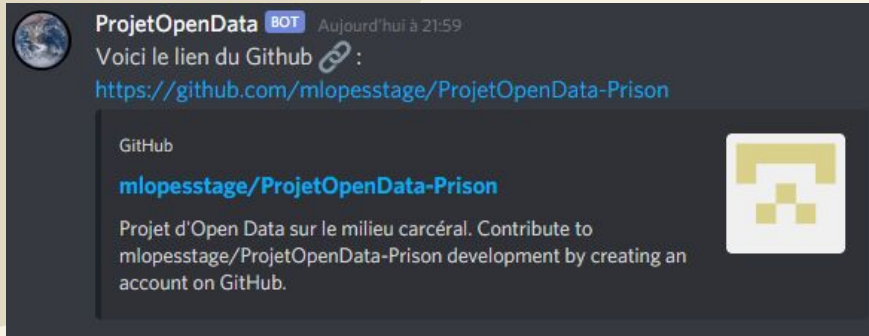 ProjetOpenData BOT Aujourd'hui à 21:59
Voici le lien du Github 🔗 :
https://github.com/mlopesstage/ProjetOpenData-Prison
GitHub
mlopesstage/ProjetOpenData-Prison
Projet d'Open Data sur le milieu carcéral. Contribute to
mlopesstage/ProjetOpenData-Prison development by creating an
account on GitHub.